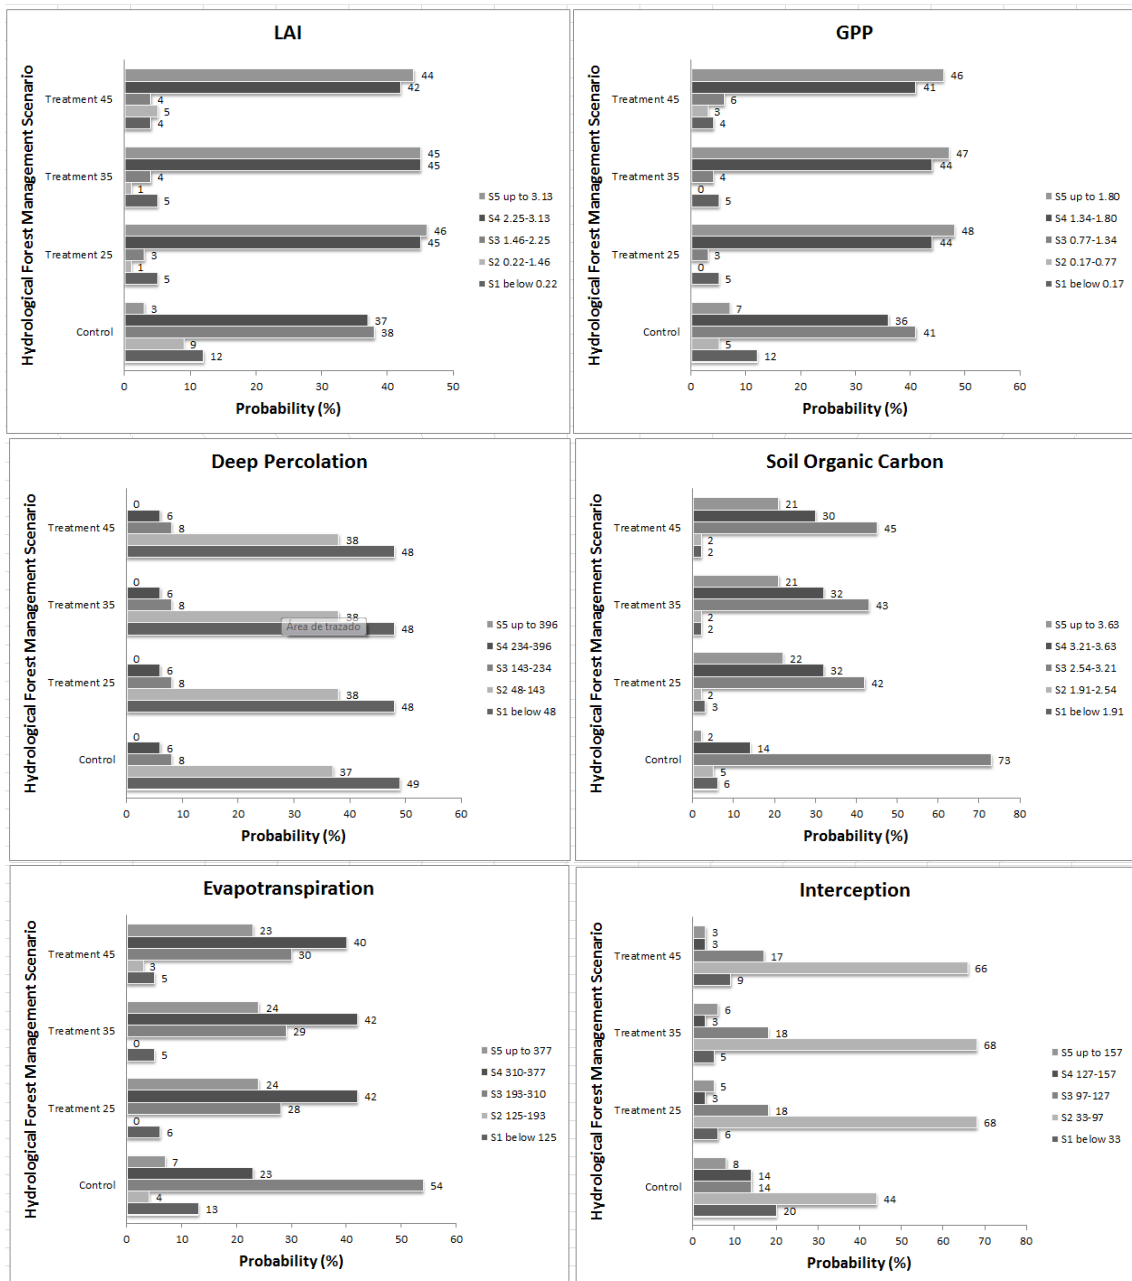 LAI
Hydrological Forest Management Scenario
Treatment 45
44
42
4
5
4
Treatment 35
45
45
4
1
5
Treatment 25
46
45
3
1
5
Control
3
37
38
9
12
0 10 20 30 40 50
Probability (%)
S5 up to 3.13
S4 2.25-3.13
S3 1.46-2.25
S2 0.22-1.46
S1 below 0.22
GPP
Hydrological Forest Management Scenario
Treatment 45
46
41
6
3
4
Treatment 35
47
44
4
0
5
Treatment 25
48
44
3
0
5
Control
7
36
41
5
12
0 10 20 30 40 50 60
Probability (%)
S5 up to 1.80
S4 1.34-1.80
S3 0.77-1.34
S2 0.17-0.77
S1 below 0.17
Deep Percolation
Hydrological Forest Management Scenario
Treatment 45
0
6
8
38
48
Treatment 35
0
6
8
38
Área de trazado
48
Treatment 25
0
6
8
38
48
Control
0
6
8
37
49
0 10 20 30 40 50 60
Probability (%)
S5 up to 396
S4 234-396
S3 143-234
S2 48-143
S1 below 48
Soil Organic Carbon
Hydrological Forest Management Scenario
Treatment 45
21
30
45
2
2
Treatment 35
21
32
43
2
2
Treatment 25
22
32
42
2
3
Control
2
14
73
5
6
0 10 20 30 40 50 60 70 80
Probability (%)
S5 up to 3.63
S4 3.21-3.63
S3 2.54-3.21
S2 1.91-2.54
S1 below 1.91
Evapotranspiration
Hydrological Forest Management Scenario
Treatment 45
23
40
30
3
5
Treatment 35
24
42
29
0
5
Treatment 25
24
42
28
0
6
Control
7
23
54
4
13
0 10 20 30 40 50 60
Probability (%)
S5 up to 377
S4 310-377
S3 193-310
S2 125-193
S1 below 125
Interception
Hydrological Forest Management Scenario
Treatment 45
3
3
17
66
9
Treatment 35
6
3
18
68
5
Treatment 25
5
3
18
68
6
Control
8
14
14
44
20
0 10 20 30 40 50 60 70 80
Probability (%)
S5 up to 157
S4 127-157
S3 97-127
S2 33-97
S1 below 33